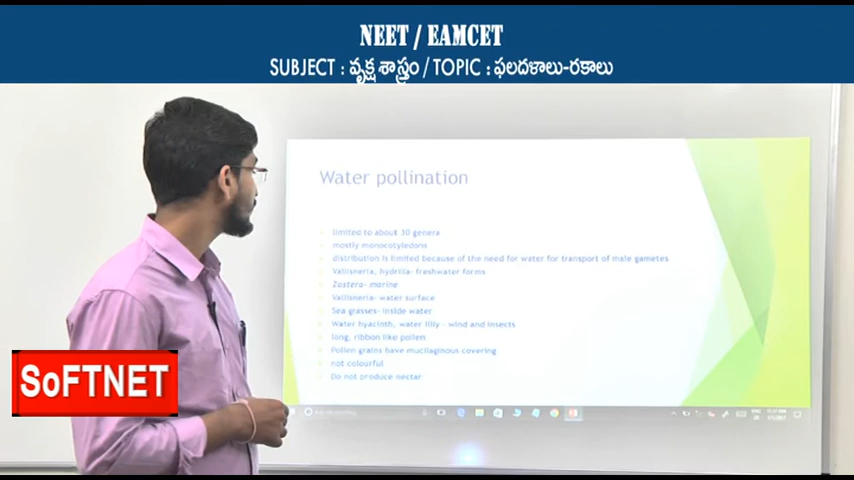 NEET / EAMCET
SUBJECT : వృక్ష శాస్త్రం / TOPIC : ఫలదళాలు-రకాలు
Water pollination
limited to about 30 genera
mostly monocotyledons
distribution is limited because of the need for water for transport of male gametes
Vallisneria, hydrilla- freshwater forms
Zostera- marine
Vallisneria- water surface
Sea grasses- inside water
Water hyacinth, water lilly - wind and insects
long, ribbon like pollen
Pollen grains have mucilaginous covering
not colourful
Do not produce nectar
SoFTNET